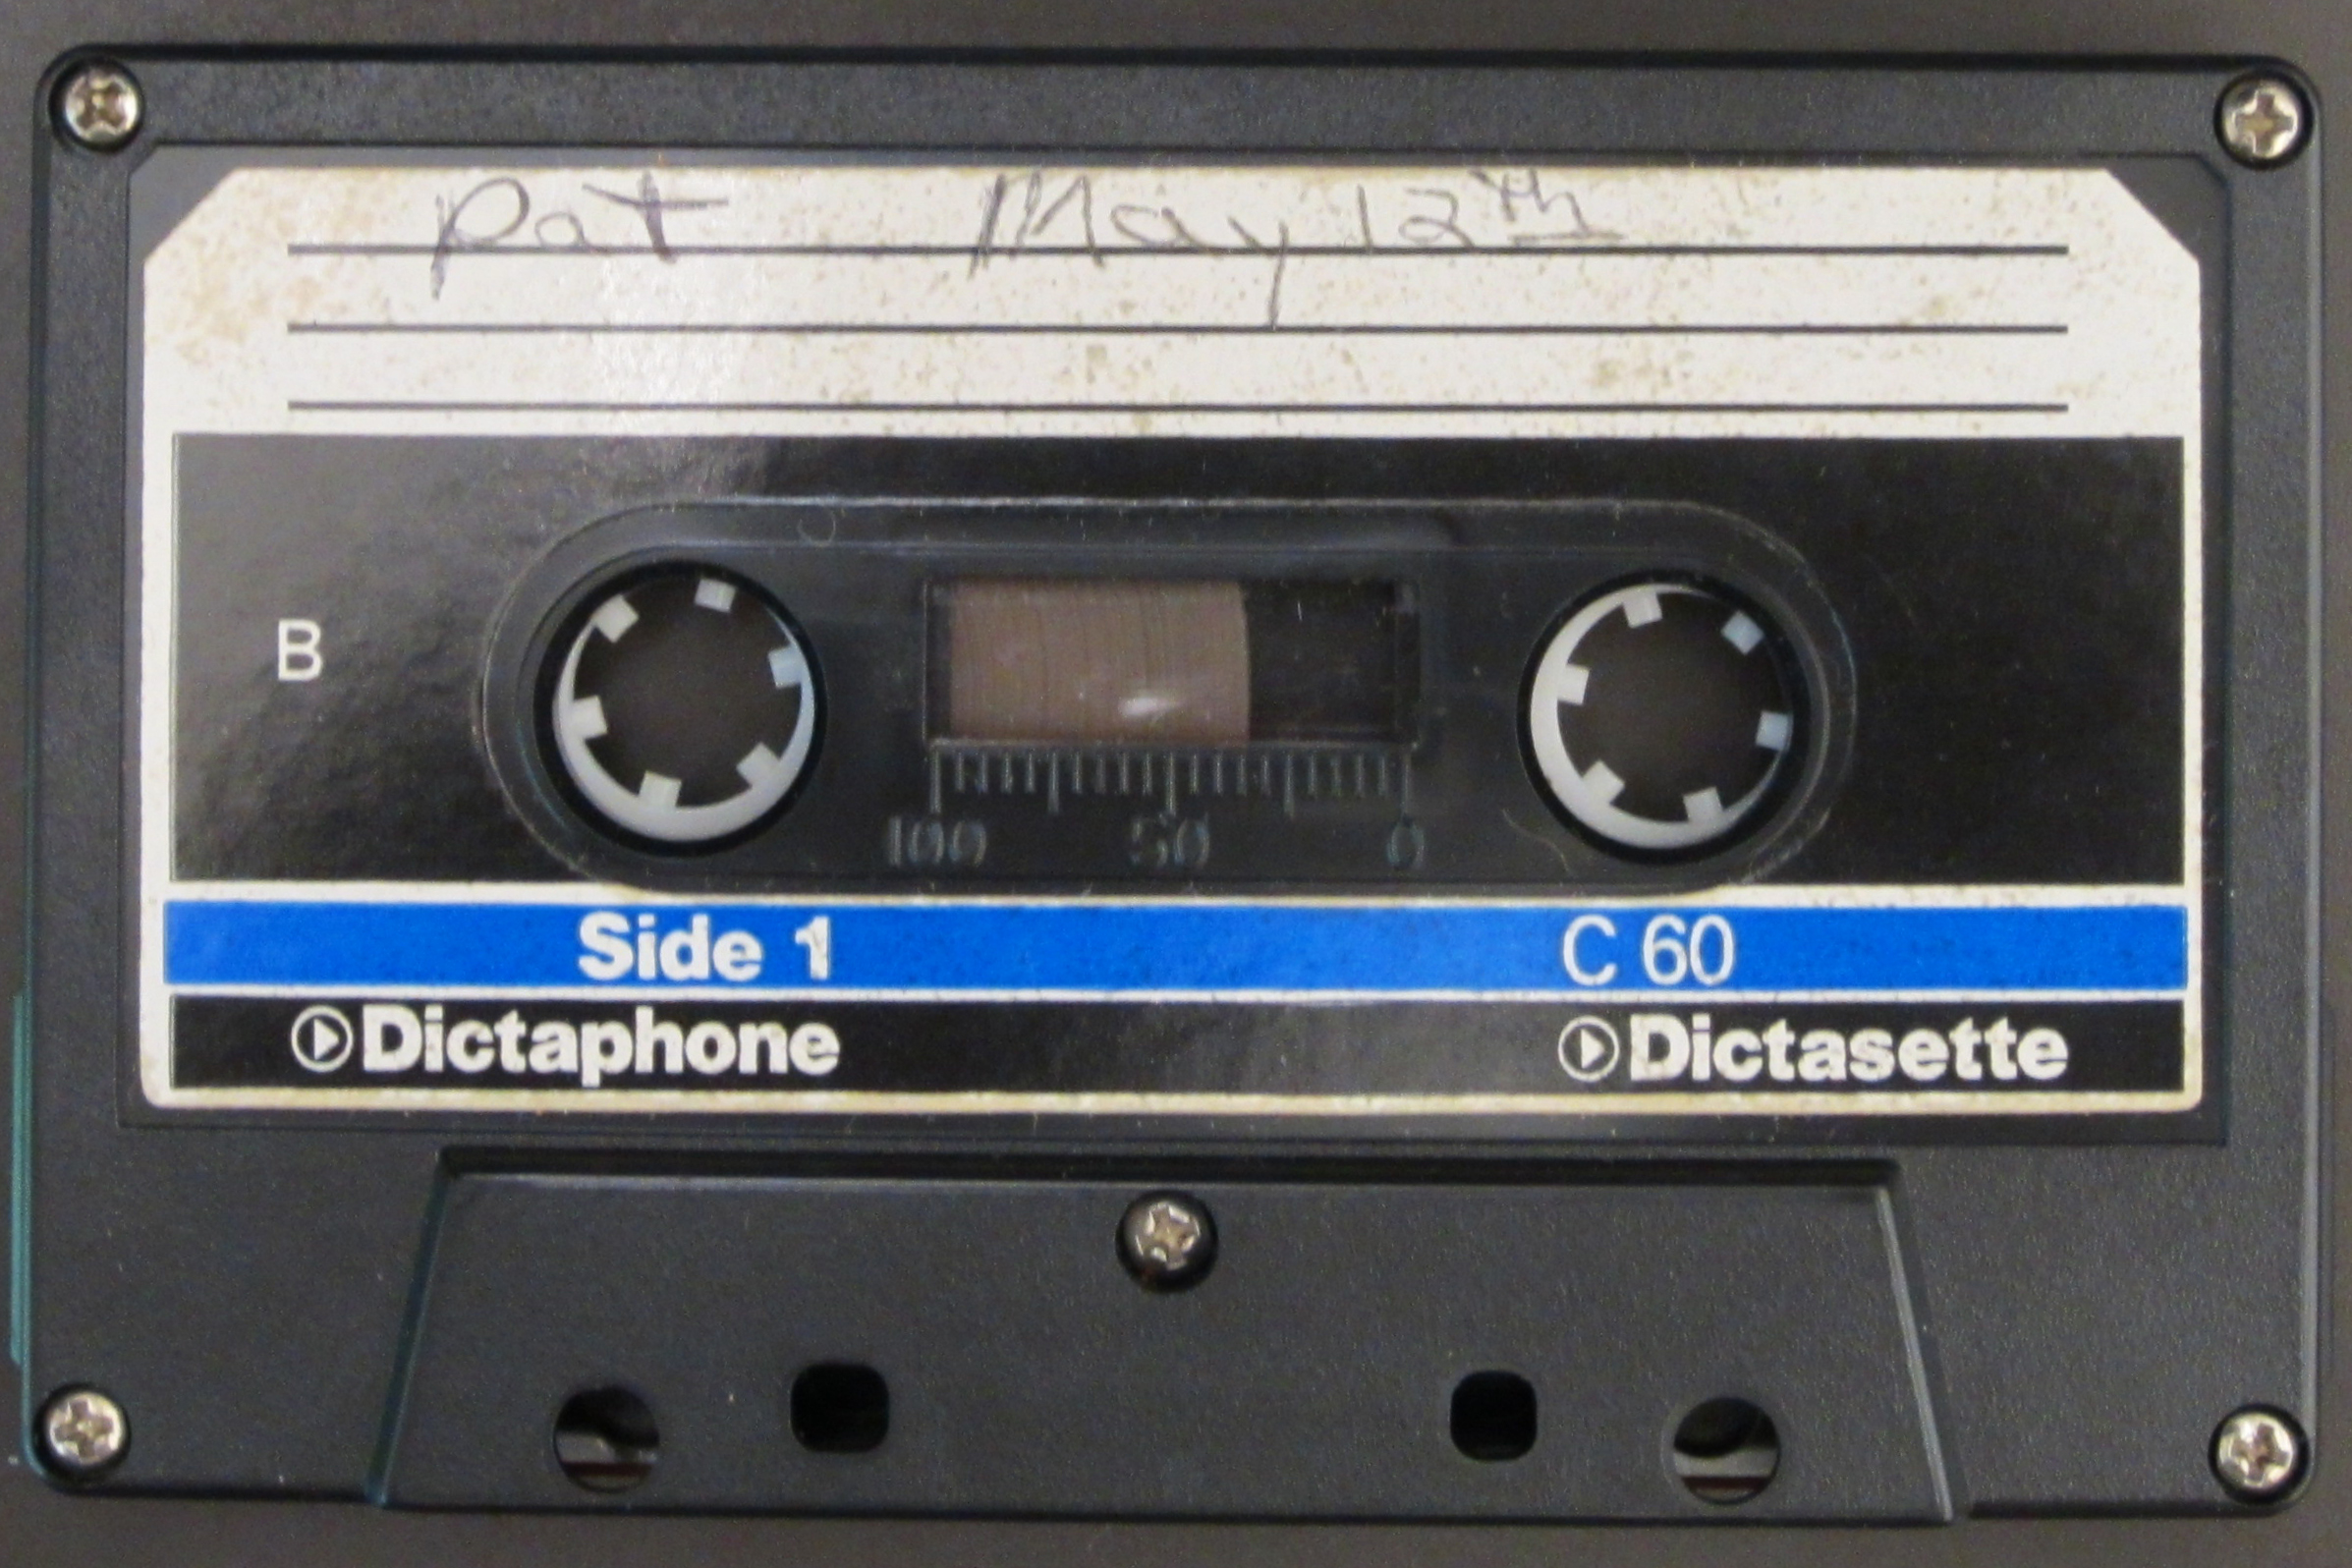 Pat May 12th
B
100 50 0
Side 1 C 60
Dictaphone Dictasette